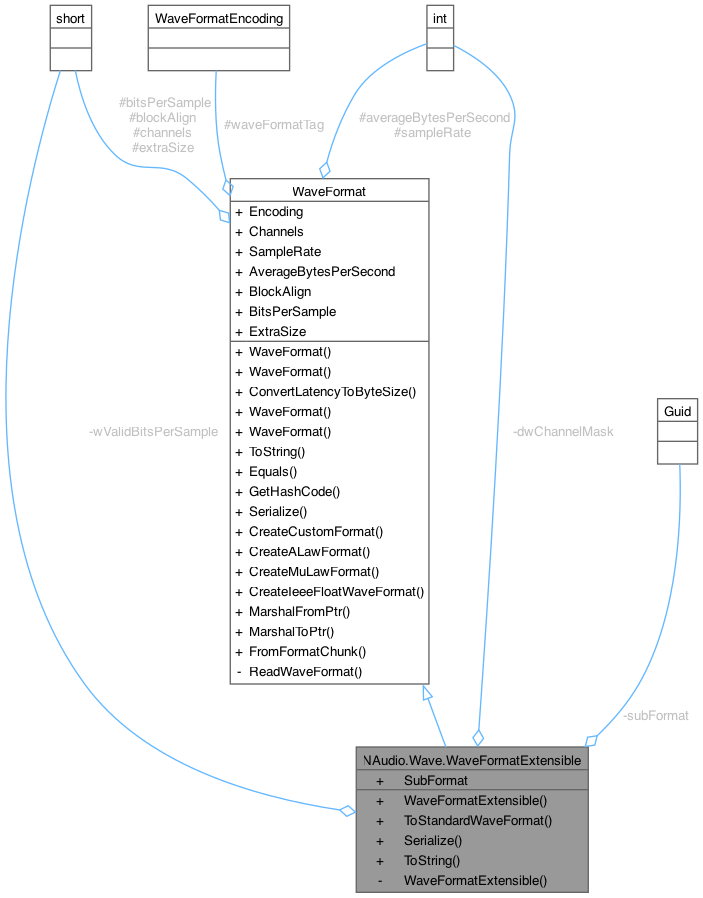 short
WaveFormatEncoding
int
#bitsPerSample
#blockAlign
#channels
#extraSize
#waveFormatTag
#averageBytesPerSecond
#sampleRate
WaveFormat
+ Encoding
+ Channels
+ SampleRate
+ AverageBytesPerSecond
+ BlockAlign
+ BitsPerSample
+ ExtraSize
+ WaveFormat()
+ WaveFormat()
+ ConvertLatencyToByteSize()
+ WaveFormat()
+ WaveFormat()
+ ToString()
+ Equals()
+ GetHashCode()
+ Serialize()
+ CreateCustomFormat()
+ CreateALawFormat()
+ CreateMuLawFormat()
+ CreateIeeeFloatWaveFormat()
+ MarshalFromPtr()
+ MarshalToPtr()
+ FromFormatChunk()
- ReadWaveFormat()
Guid
-wValidBitsPerSample
-dwChannelMask
-subFormat
NAudio.Wave.WaveFormatExtensible
+ SubFormat
+ WaveFormatExtensible()
+ ToStandardWaveFormat()
+ Serialize()
+ ToString()
- WaveFormatExtensible()